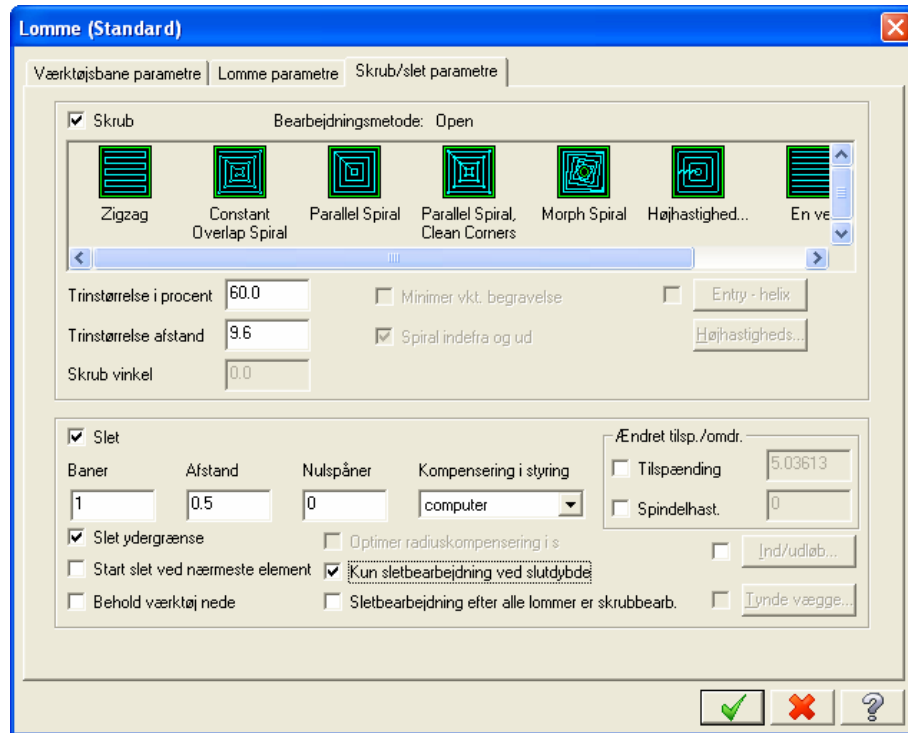 Lomme (Standard)
Værktøjsbane parametre
Lomme parametre
Skrub/slet parametre
Skrub
Bearbejdningsmetode: Open
Zigzag
Constant
Overlap Spiral
Parallel Spiral
Parallel Spiral,
Clean Corners
Morph Spiral
Højhastighed...
En ve
Trinstørrelse i procent
60.0
Minimer vkt. begravelse
Entry - helix
Trinstørrelse afstand
9.6
Spiral indefra og ud
Højhastigheds...
Skrub vinkel
0.0
Slet
Ændret tilsp./omdr.
Baner
Afstand
Nulspåner
Kompensering i styring
Tilspænding
5.03613
1
0.5
0
computer
Spindelhast.
0
Slet ydergrænse
Optimer radiuskompensering i s
Ind/udløb...
Start slet ved nærmeste element
Kun sletbearbejdning ved slutdybde
Behold værktøj nede
Sletbearbejdning efter alle lommer er skrubbearb.
Tynde vægge...